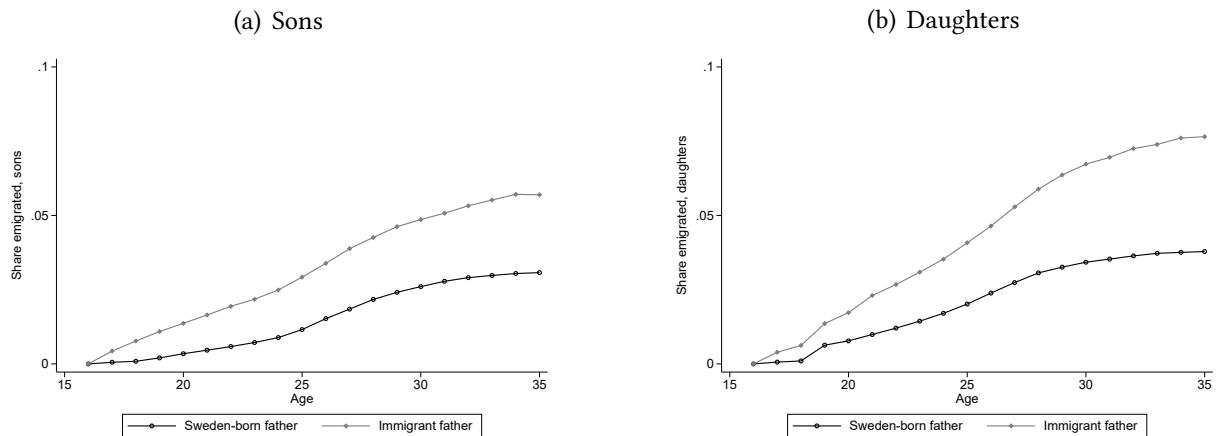 (a) Sons
.1
.05
0
Share emigrated, sons
15 20 25 30 35
Age
Sweden-born father Immigrant father
(b) Daughters
.1
.05
0
Share emigrated, daughters
15 20 25 30 35
Age
Sweden-born father Immigrant father